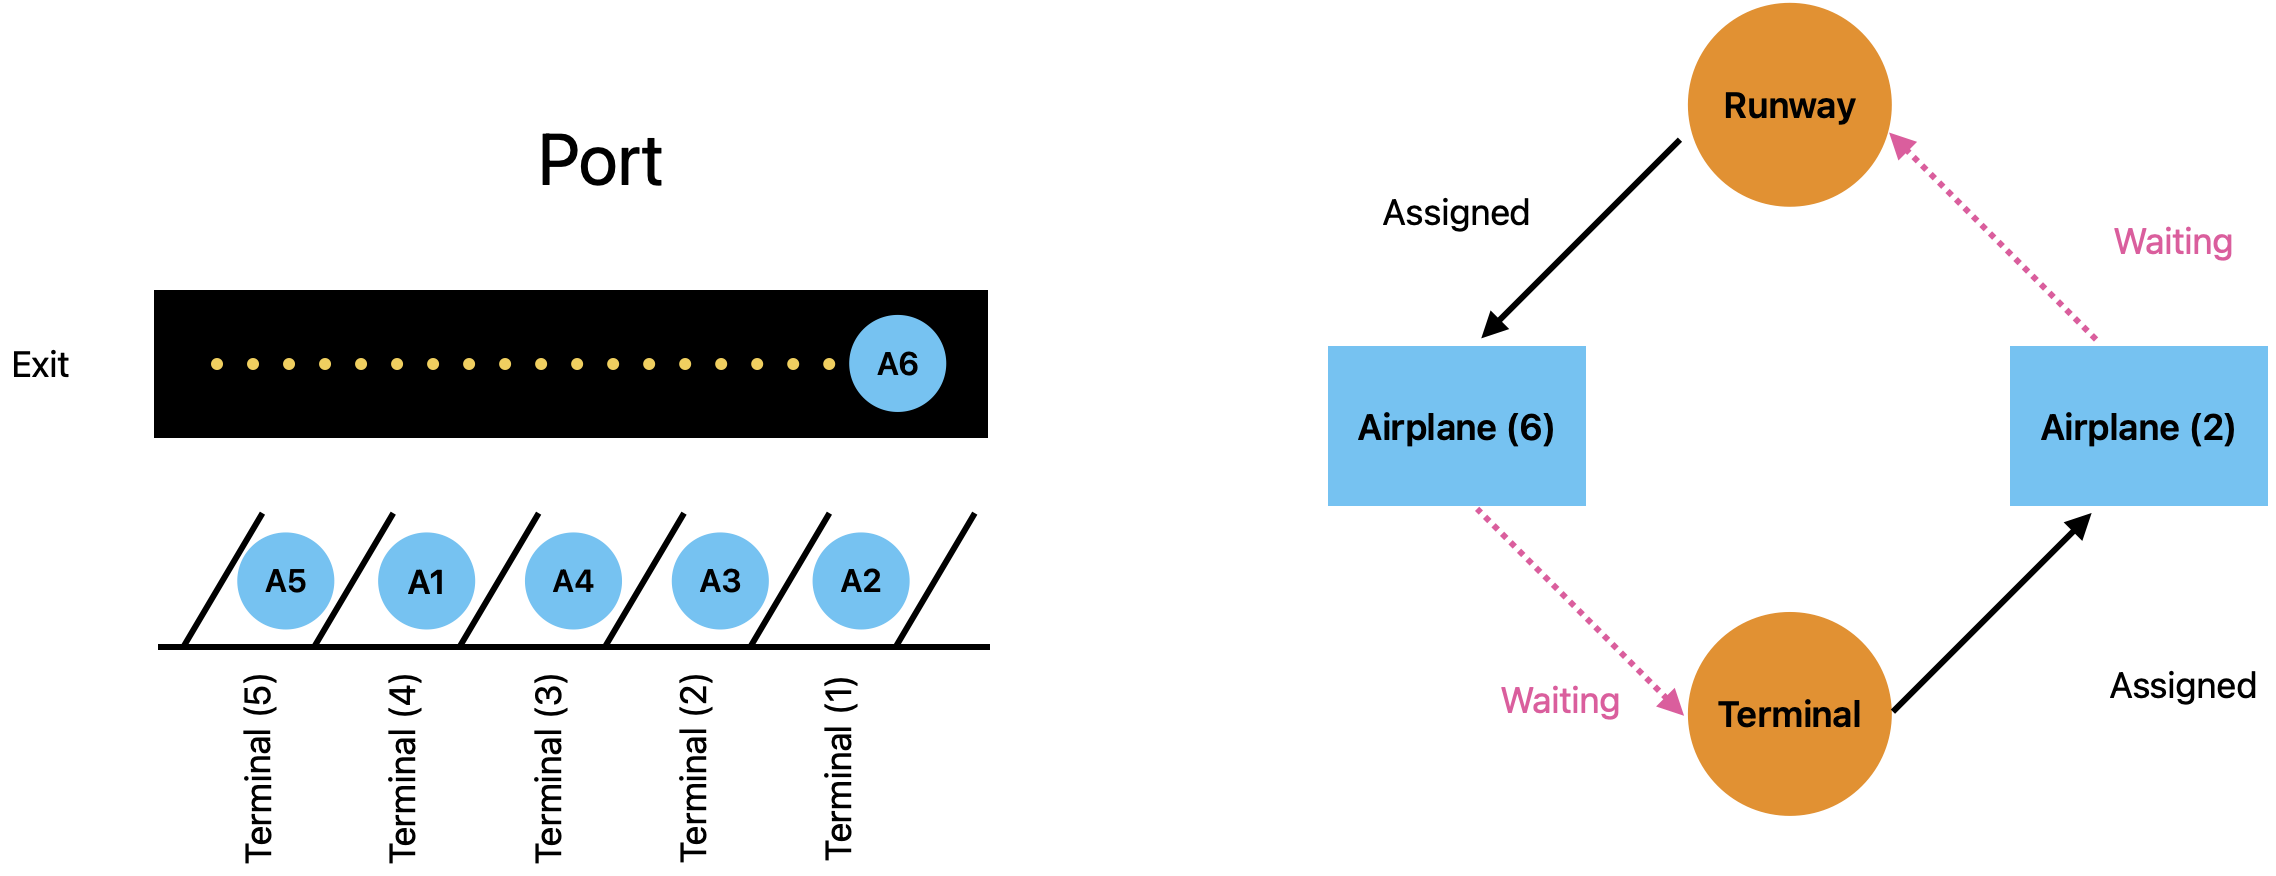 Port
Exit
A6
A5
A1
A4
A3
A2
Terminal (5)
Terminal (4)
Terminal (3)
Terminal (2)
Terminal (1)
Runway
Assigned
Waiting
Airplane (6)
Airplane (2)
Waiting
Terminal
Assigned